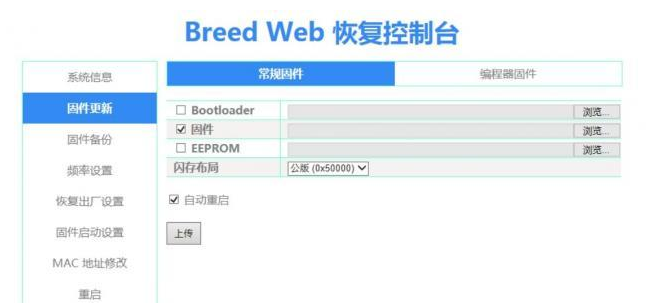 Breed Web 恢复控制台
系统信息
固件更新
固件备份
频率设置
恢复出厂设置
固件启动设置
MAC 地址修改
重启
常规固件
编程器固件
Bootloader
浏览...
固件
浏览...
EEPROM
浏览...
闪存布局
公版 (0x50000)
自动重启
上传